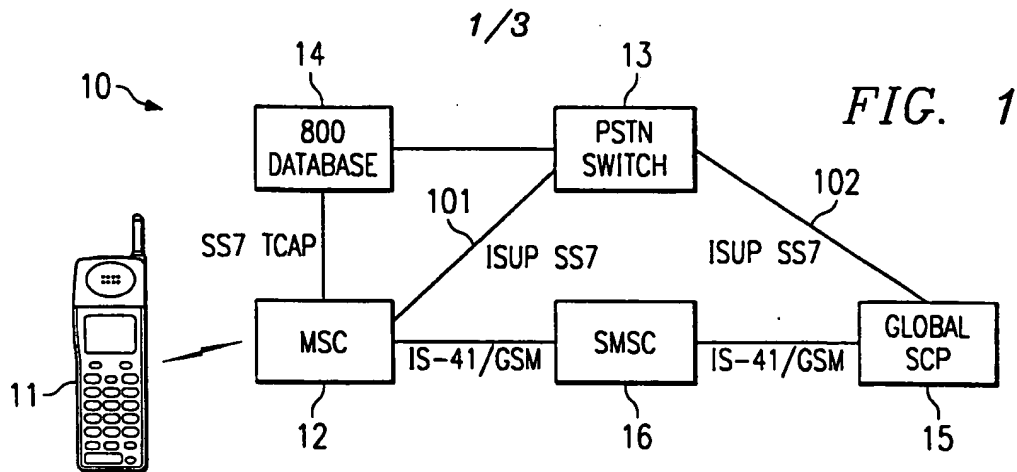 1/3
FIG. 1
10
14
13
800
DATABASE
PSTN
SWITCH
101
102
SS7 TCAP
ISUP SS7
ISUP SS7
11
MSC
IS-41/GSM
SMSC
IS-41/GSM
GLOBAL
SCP
12
16
15